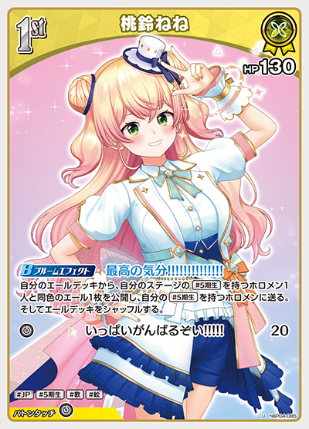 1st
桃鈴ねね
HP130
Bブルームエフェクト 最高の気分!!!!!!!!!!!!!!!
自分のエールデッキから、自分のステージの #5期生 を持つホロメン1
人と同色のエール1枚を公開し、自分の #5期生 を持つホロメンに送る。
そしてエールデッキをシャッフルする。
いっぱいがんばるぞい!!!!! 20
#JP #5期生 #歌 #絵
バトンタッチ
U hBP04-085